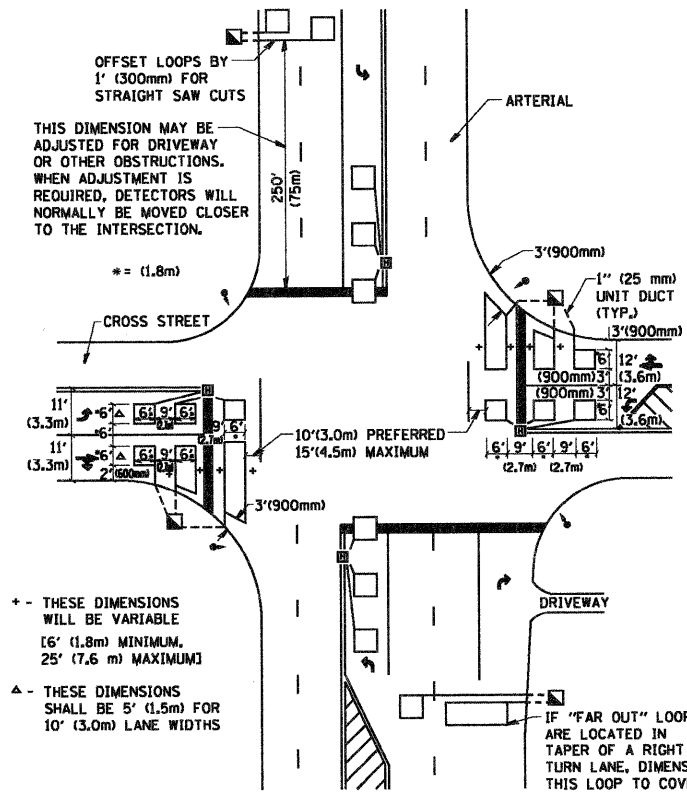 OFFSET LOOPS BY
1' (300mm) FOR
STRAIGHT SAW CUTS
ARTERIAL
THIS DIMENSION MAY BE
ADJUSTED FOR DRIVEWAY
OR OTHER OBSTRUCTIONS.
WHEN ADJUSTMENT IS
REQUIRED, DETECTORS WILL
NORMALLY BE MOVED CLOSER
TO THE INTERSECTION.
250'
(75m)
* = (1.8m)
3'(900mm)
1" (25 mm)
UNIT DUCT
(TYP.)
CROSS STREET
3'(900mm)
6'
12'
(3.6m)
(900mm) 3'
(900mm) 3'
12'
6'
(3.6m)
H
H
H
H
11'
(3.3m)
*6'
6'
9'
6'
*6'
9'
6'
(2.7m)
11'
(3.3m)
*6'
6'
9'
6'
2'
(600mm)
10'(3.0m) PREFERRED
15'(4.5m) MAXIMUM
6' 9' 6' 9' 6'
(2.7m) (2.7m)
3'(900mm)
+ - THESE DIMENSIONS
WILL BE VARIABLE
[6' (1.8m) MINIMUM,
25' (7.6 m) MAXIMUM]
DRIVEWAY
△ - THESE DIMENSIONS
SHALL BE 5' (1.5m) FOR
10' (3.0m) LANE WIDTHS
IF "FAR OUT" LOOP
ARE LOCATED IN
TAPER OF A RIGHT
TURN LANE, DIMENS
THIS LOOP TO COV